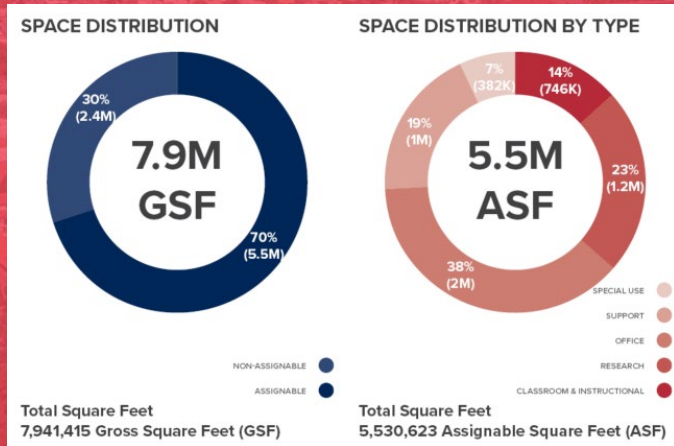 SPACE DISTRIBUTION
30%
(2.4M)
7.9M
GSF
70%
(5.5M)
NON-ASSIGNABLE
ASSIGNABLE
Total Square Feet
7,941,415 Gross Square Feet (GSF)
SPACE DISTRIBUTION BY TYPE
7%
(382K)
14%
(746K)
19%
(1M)
5.5M
ASF
23%
(1.2M)
38%
(2M)
SPECIAL USE
SUPPORT
OFFICE
RESEARCH
CLASSROOM & INSTRUCTIONAL
Total Square Feet
5,530,623 Assignable Square Feet (ASF)